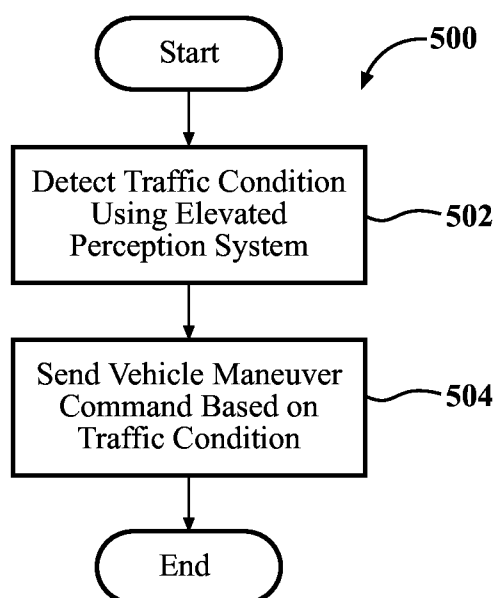 Start
500
Detect Traffic Condition
Using Elevated
Perception System
502
Send Vehicle Maneuver
Command Based on
Traffic Condition
504
End